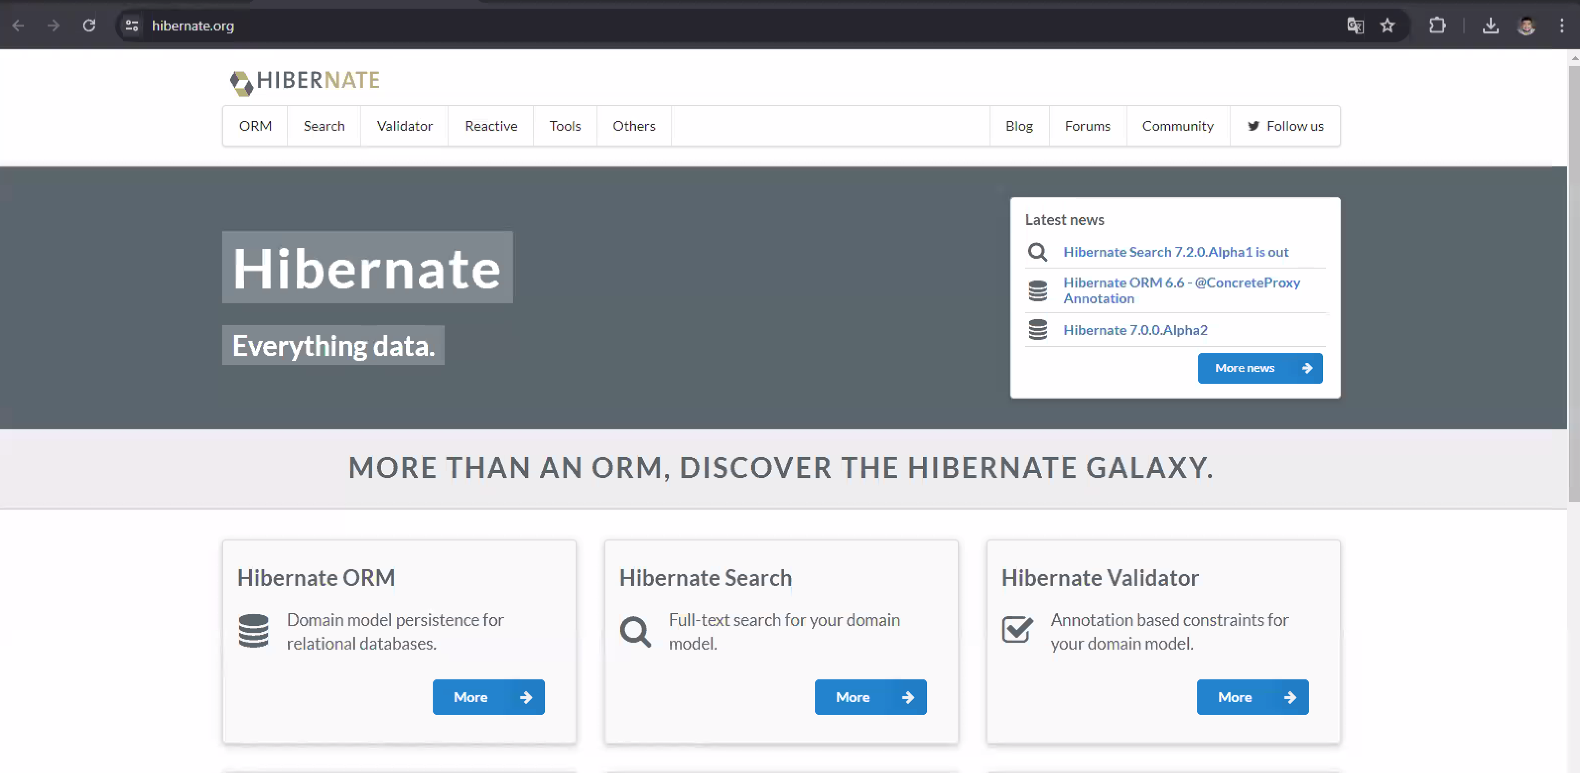 hibernate.org
HIBERNATE
ORM
Search
Validator
Reactive
Tools
Others
Blog
Forums
Community
Follow us
Hibernate
Everything data.
Latest news
Hibernate Search 7.2.0.Alpha1 is out
Hibernate ORM 6.6 - @ConcreteProxy
Annotation
Hibernate 7.0.0.Alpha2
More news
MORE THAN AN ORM, DISCOVER THE HIBERNATE GALAXY.
Hibernate ORM
Domain model persistence for
relational databases.
More
Hibernate Search
Full-text search for your domain
model.
More
Hibernate Validator
Annotation based constraints for
your domain model.
More